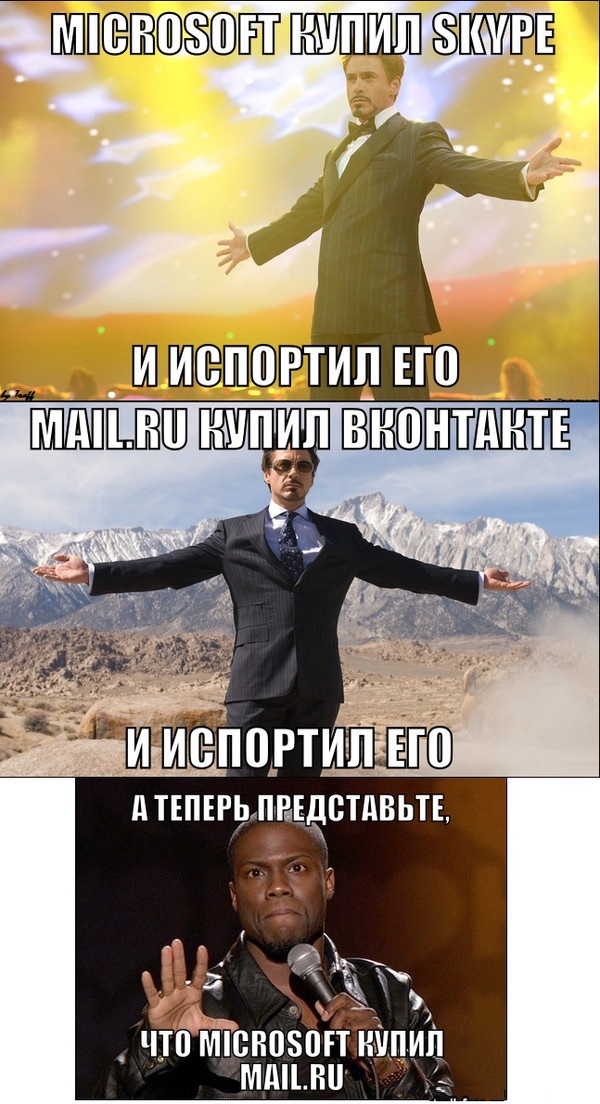 MICROSOFT КУПИЛ SKYPE
И ИСПОРТИЛ ЕГО
MAIL.RU КУПИЛ ВКОНТАКТЕ
И ИСПОРТИЛ ЕГО
А ТЕПЕРЬ ПРЕДСТАВЬТЕ,
ЧТО MICROSOFT КУПИЛ
MAIL.RU